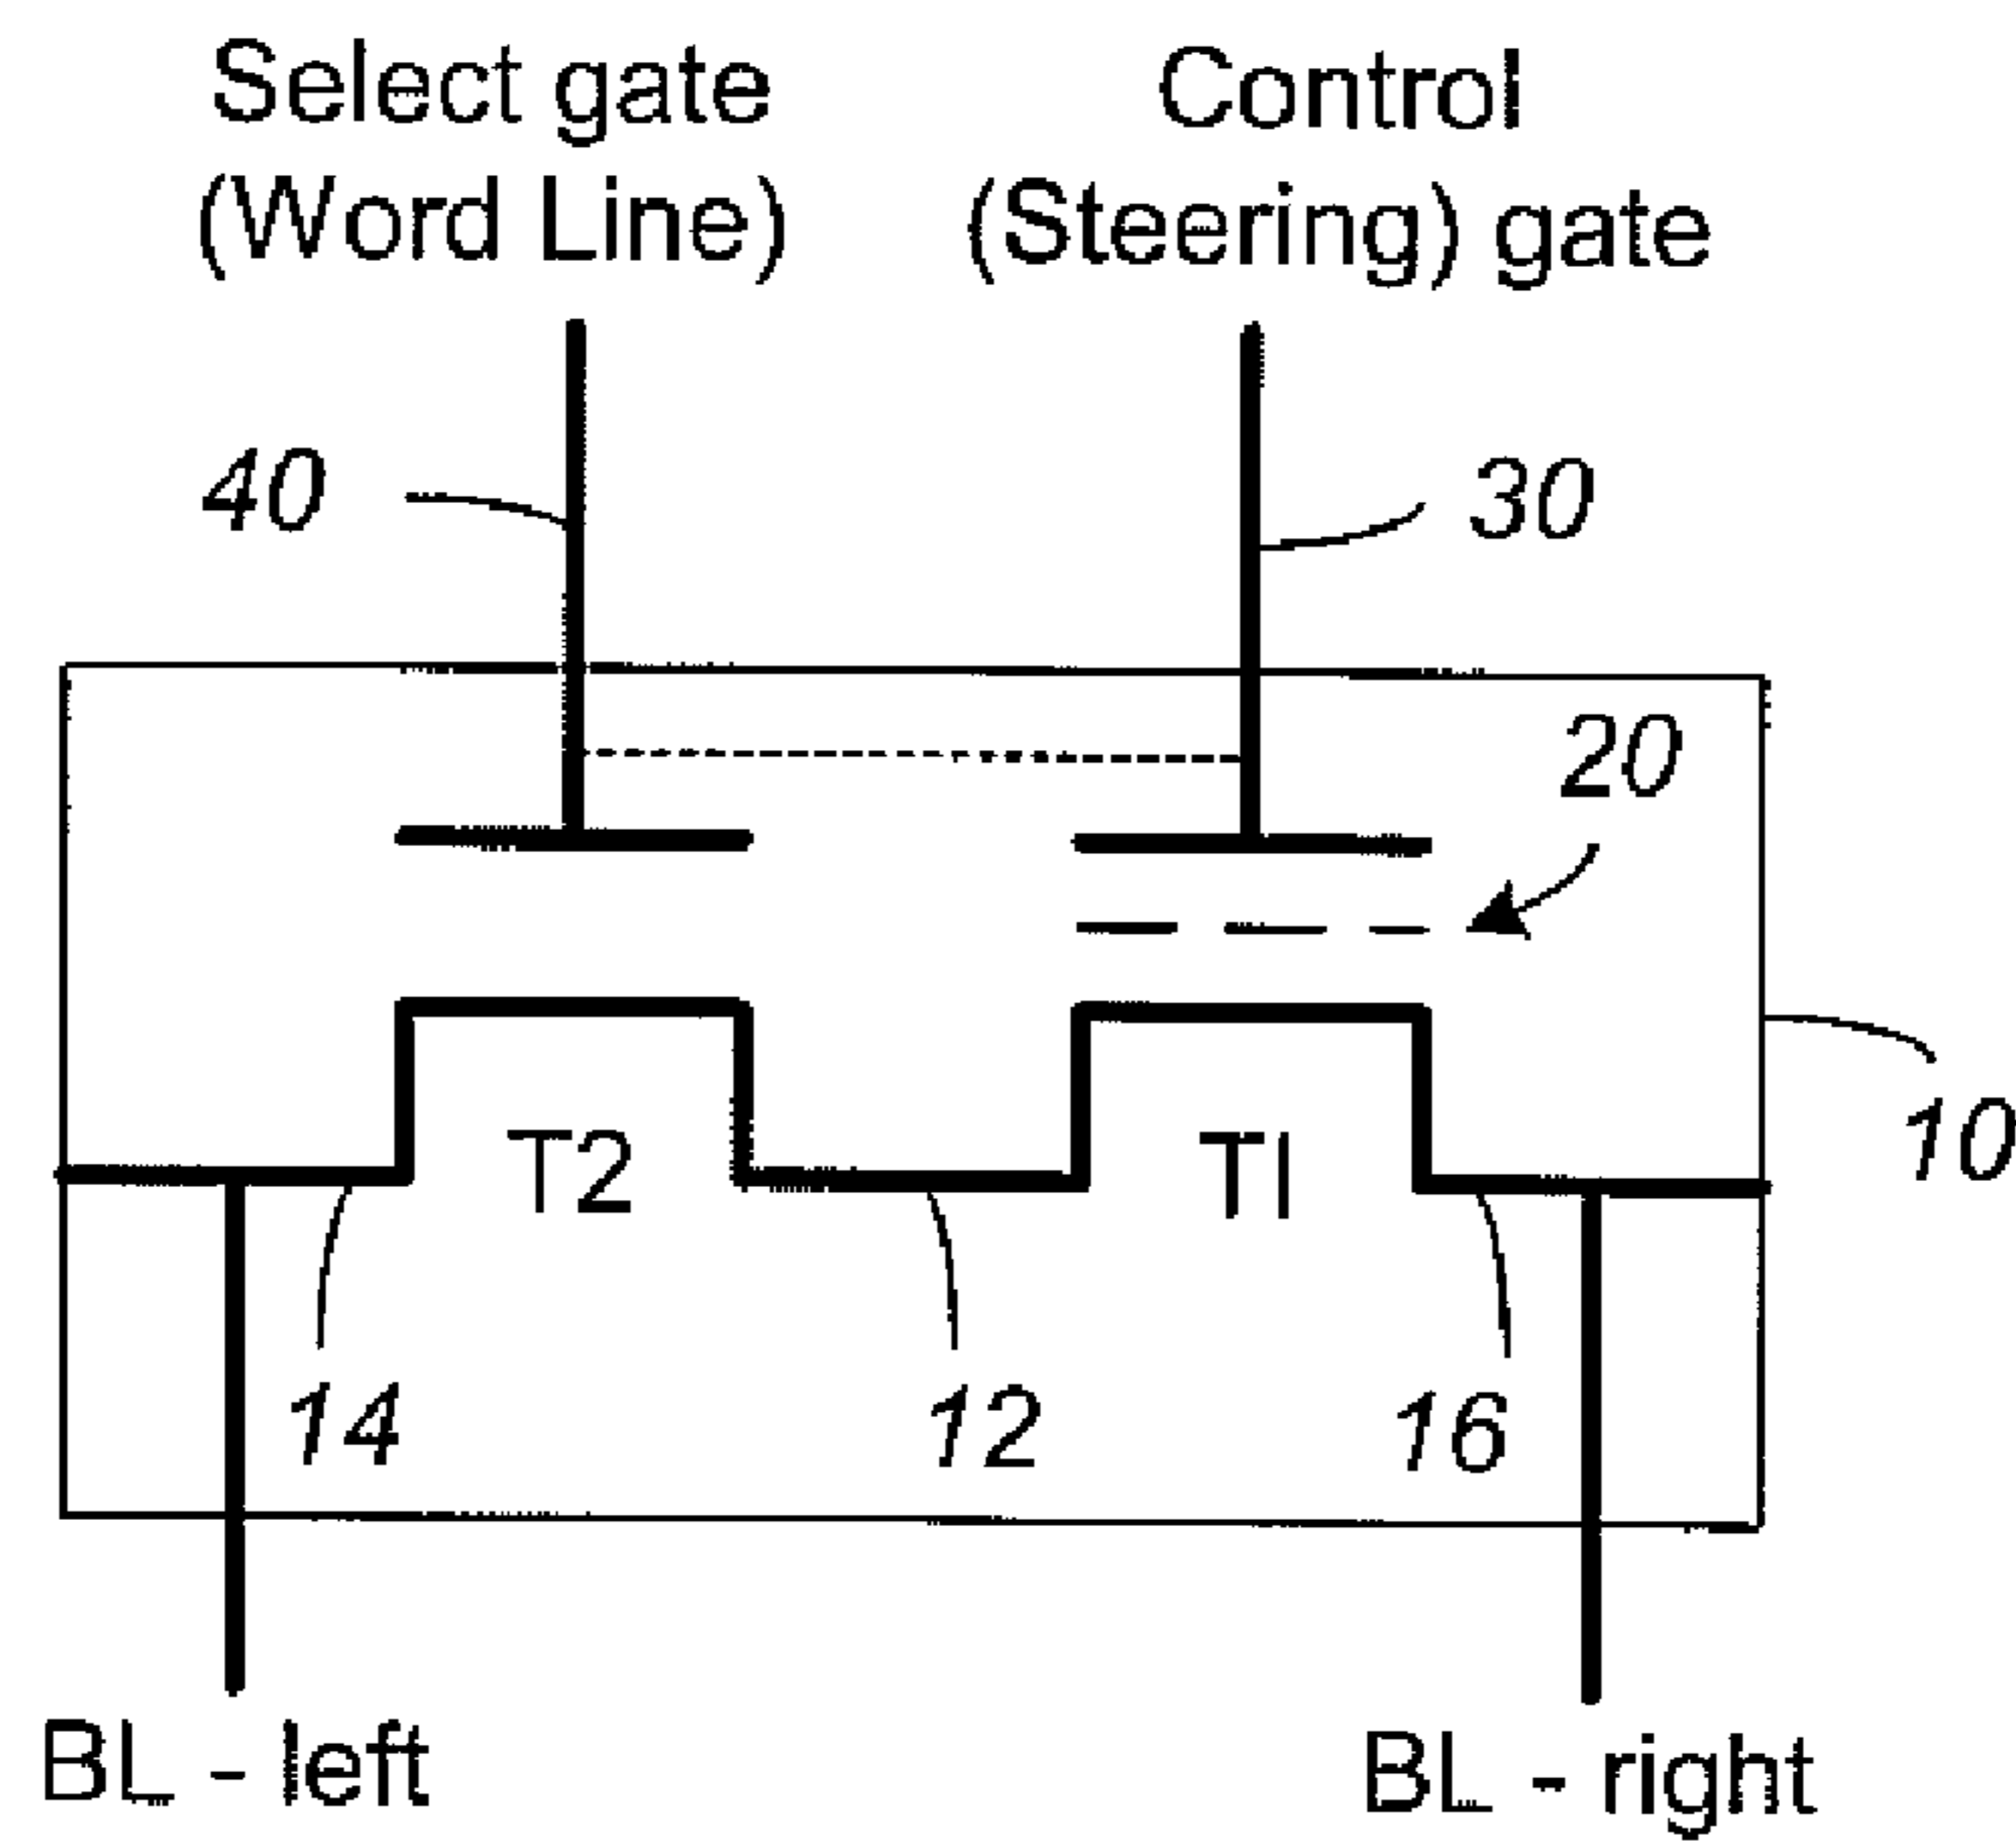 Select gate
(Word Line)
Control
(Steering) gate
40
30
20
10
T2
TI
14
12
16
BL - left
BL - right